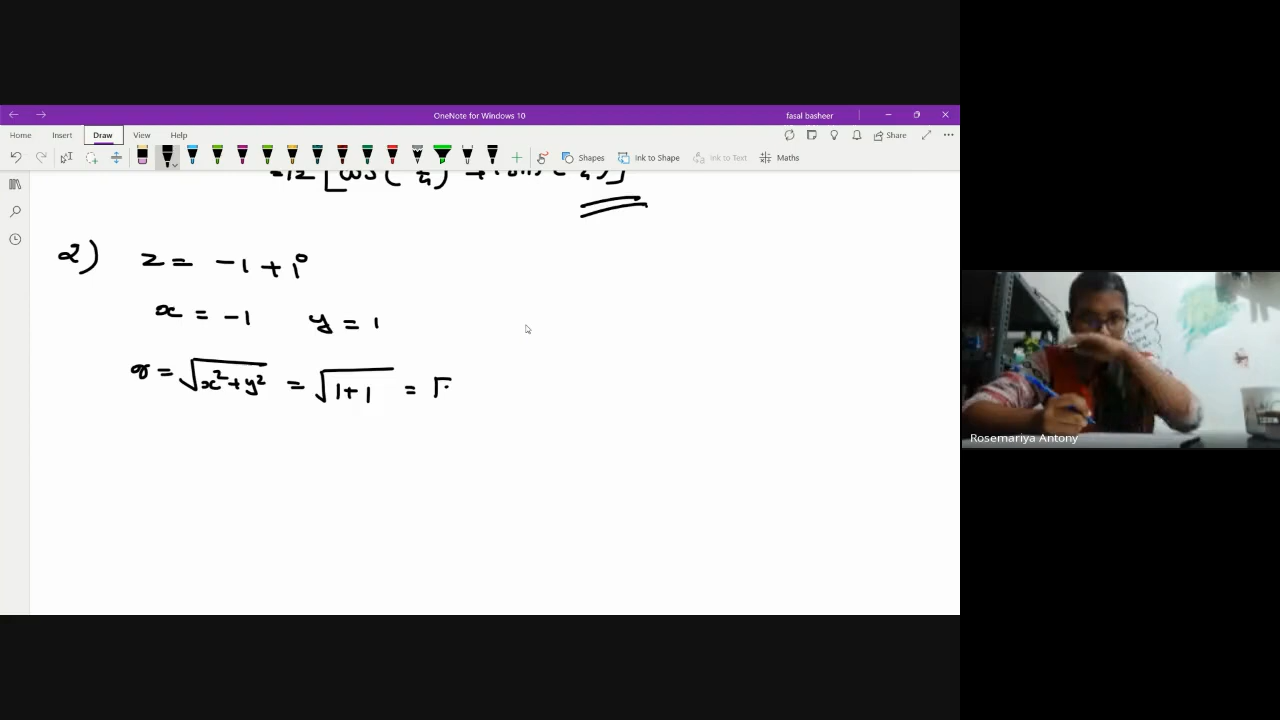 OneNote for Windows 10
fasal basheer
Home Insert Draw View Help
Share
Shapes Ink to Shape Ink to Text Maths
2) z = -1 + i
x = -1 y = 1
r = √x²+y² = √1+1 = √
Rosemariya Antony